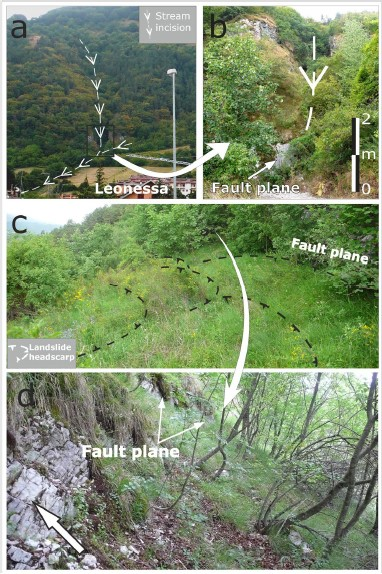 a
Stream
Incision
Leonessa
b
Fault plane
2
m
0
c
Fault plane
Landslide
headscarp
d
Fault plane